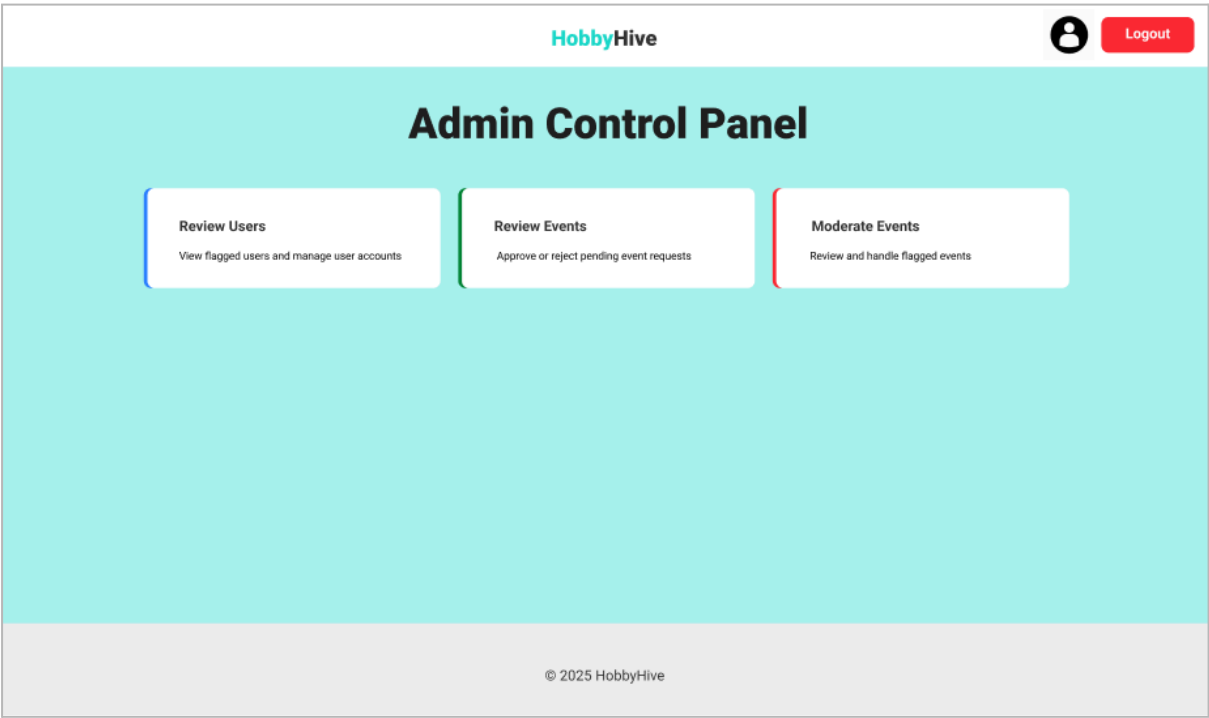 HobbyHive
Logout
Admin Control Panel
Review Users
View flagged users and manage user accounts
Review Events
Approve or reject pending event requests
Moderate Events
Review and handle flagged events
© 2025 HobbyHive